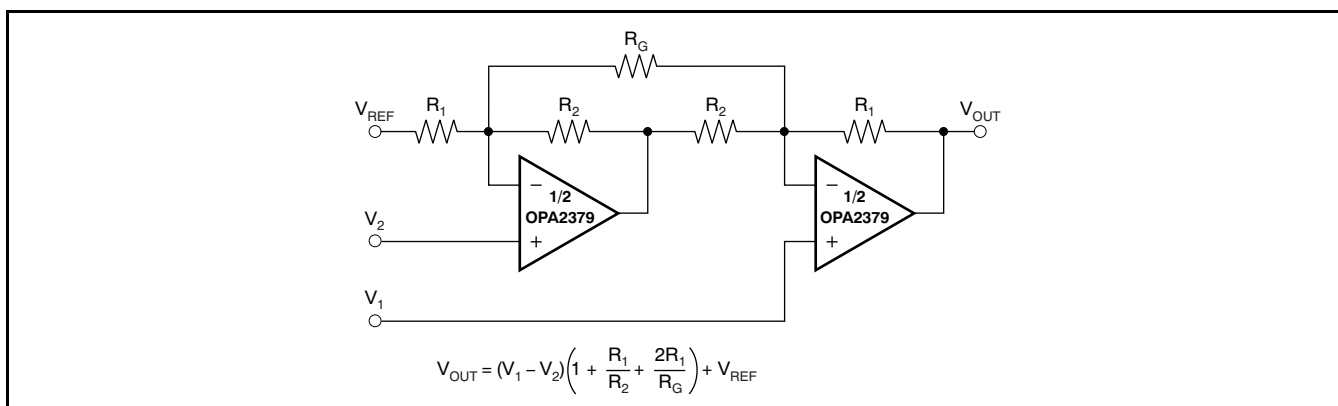 R_G
V_REF R_1 R_2 R_2 R_1 V_OUT
− 1/2 OPA2379 +
− 1/2 OPA2379 +
V_2
V_1
V_OUT = (V_1 − V_2)(1 + R_1/R_2 + 2R_1/R_G) + V_REF